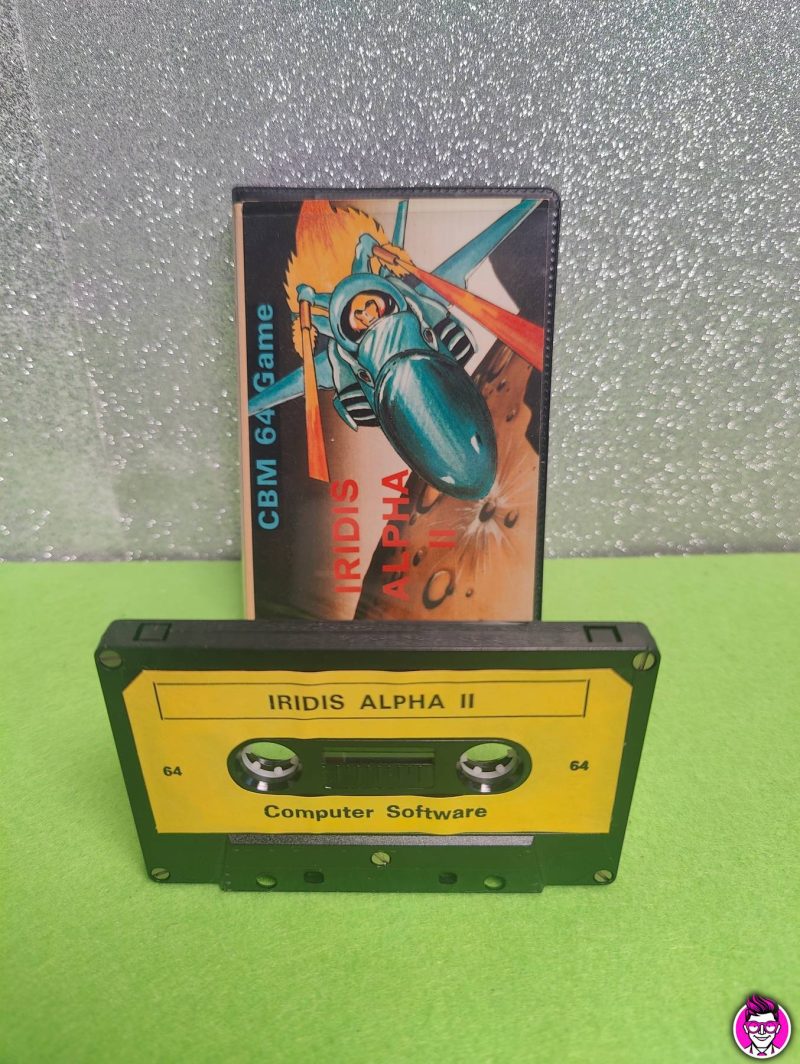 CBM 64 Game
IRIDIS
ALPHA
II
IRIDIS ALPHA II
64
64
Computer Software